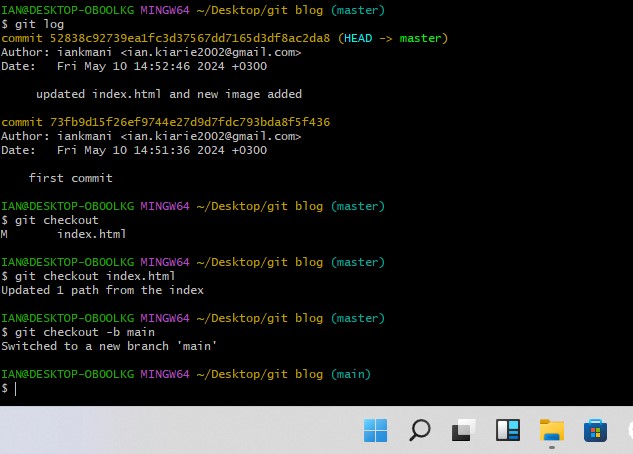 IAN@DESKTOP-OBOOLKG MINGW64 ~/Desktop/git blog (master)
$ git log
commit 52838c92739ea1fc3d37567dd7165d3df8ac2da8 (HEAD -> master)
Author: iankmani <ian.kiarie2002@gmail.com>
Date:   Fri May 10 14:52:46 2024 +0300
updated index.html and new image added
commit 73fb9d15f26ef9744e27d9d7fdc793bda8f5f436
Author: iankmani <ian.kiarie2002@gmail.com>
Date:   Fri May 10 14:51:36 2024 +0300
first commit
IAN@DESKTOP-OBOOLKG MINGW64 ~/Desktop/git blog (master)
$ git checkout
M       index.html
IAN@DESKTOP-OBOOLKG MINGW64 ~/Desktop/git blog (master)
$ git checkout index.html
Updated 1 path from the index
IAN@DESKTOP-OBOOLKG MINGW64 ~/Desktop/git blog (master)
$ git checkout -b main
Switched to a new branch 'main'
IAN@DESKTOP-OBOOLKG MINGW64 ~/Desktop/git blog (main)
$